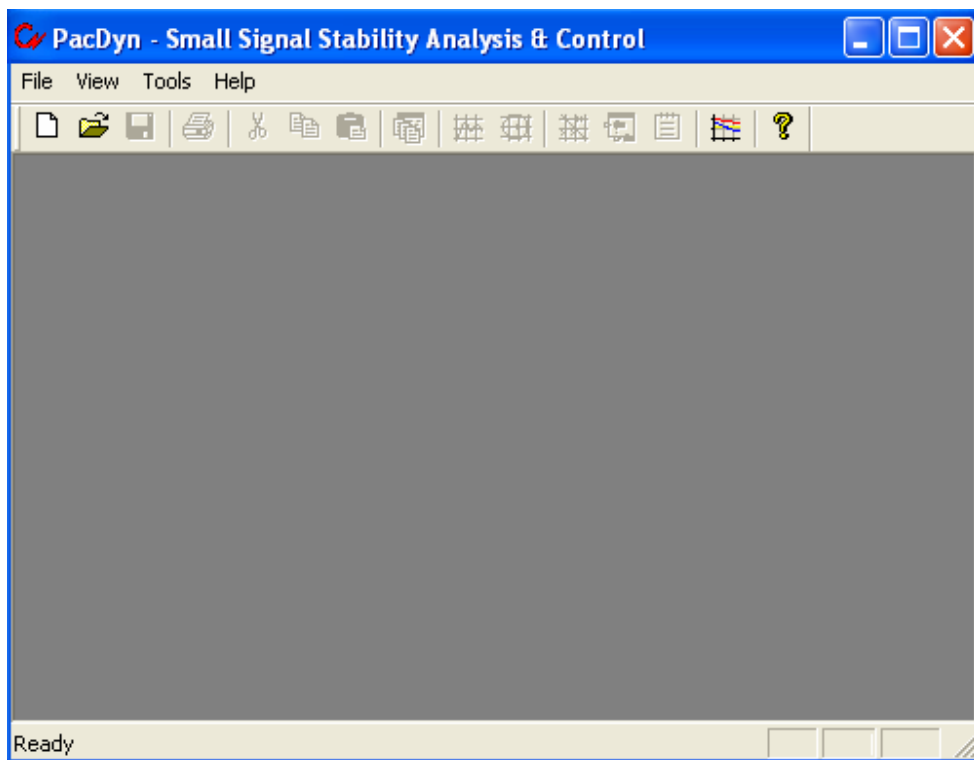 PacDyn - Small Signal Stability Analysis & Control
File View Tools Help
Ready